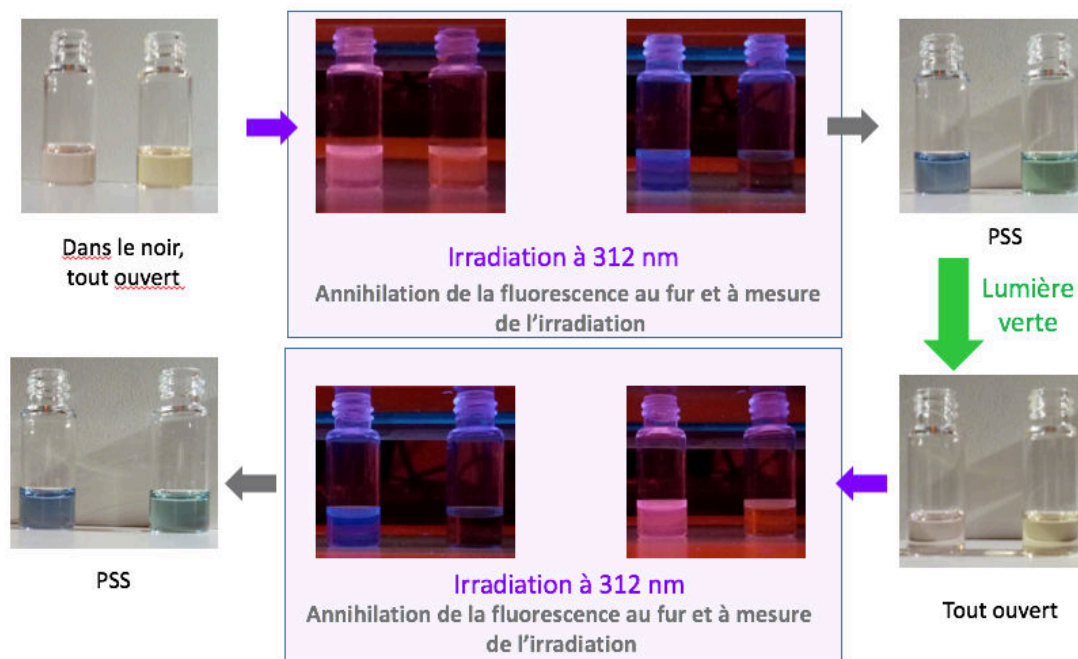 Dans le noir,
tout ouvert
Irradiation à 312 nm
Annihilation de la fluorescence au fur et à mesure
de l'irradiation
PSS
Lumière
verte
Tout ouvert
Irradiation à 312 nm
Annihilation de la fluorescence au fur et à mesure
de l'irradiation
PSS